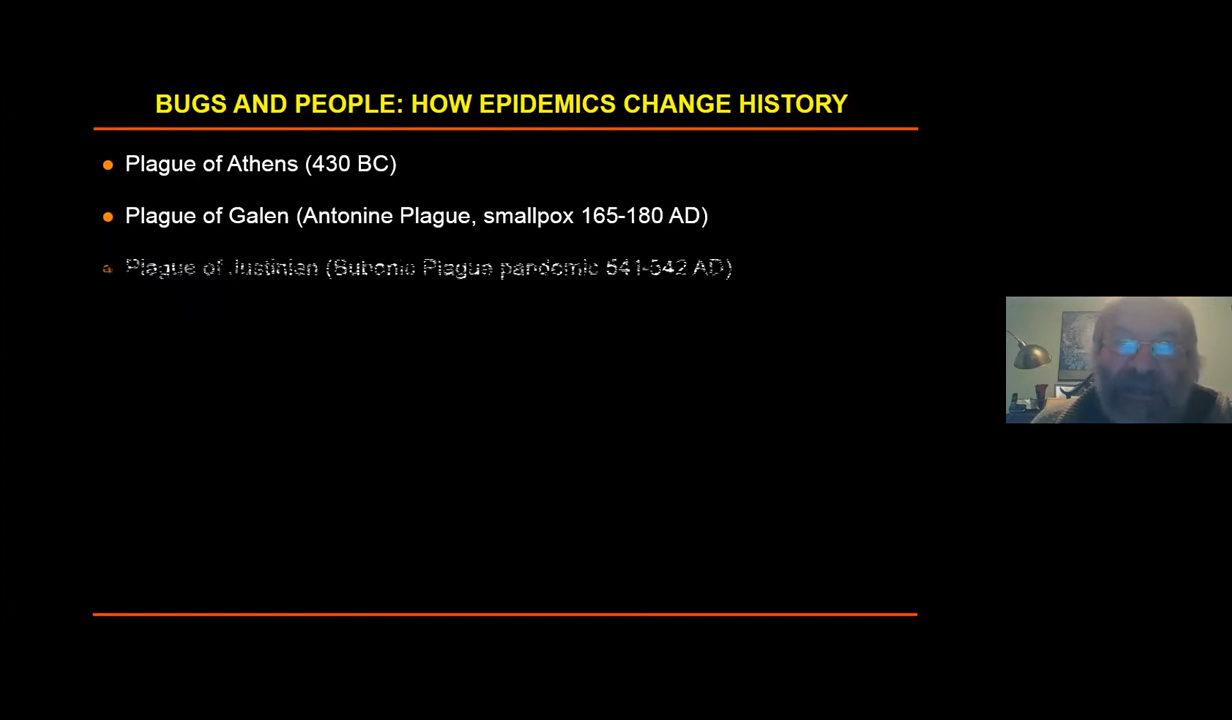 BUGS AND PEOPLE: HOW EPIDEMICS CHANGE HISTORY
Plague of Athens (430 BC)
Plague of Galen (Antonine Plague, smallpox 165-180 AD)
Plague of Justinian (Bubonic Plague pandemic 541-542 AD)